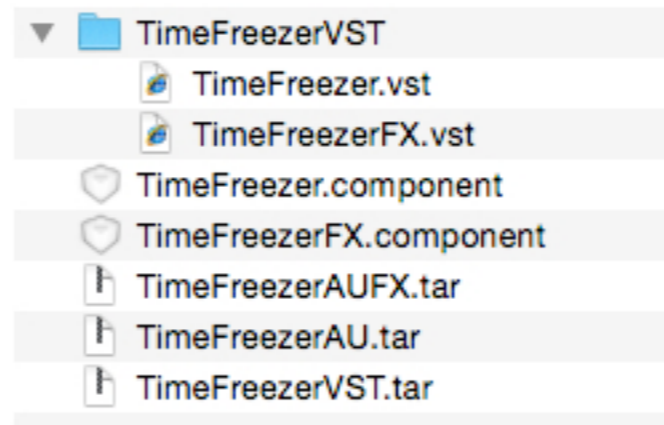 TimeFreezerVST
TimeFreezer.vst
TimeFreezerFX.vst
TimeFreezer.component
TimeFreezerFX.component
TimeFreezerAUFX.tar
TimeFreezerAU.tar
TimeFreezerVST.tar